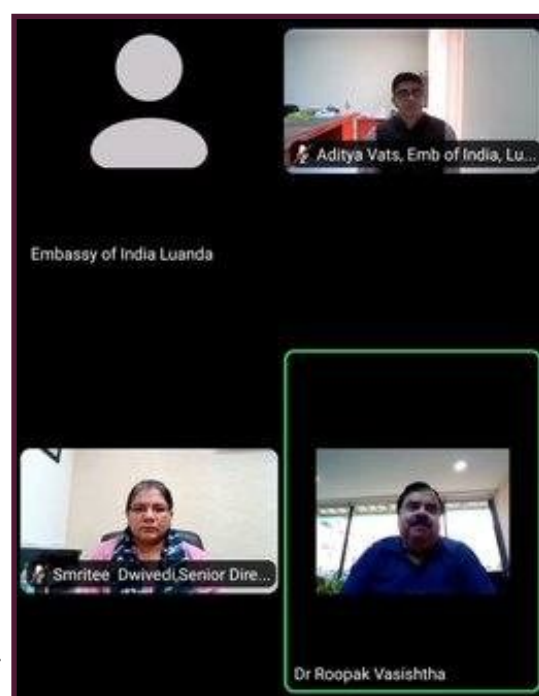 Aditya Vats, Emb of India, Lu...
Embassy of India Luanda
Smritee Dwivedi,Senior Dire...
Dr Roopak Vasishtha